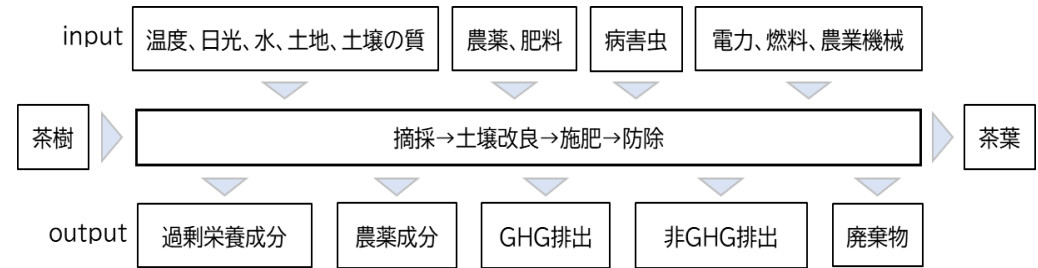 input
温度、日光、水、土地、土壌の質
農薬、肥料
病害虫
電力、燃料、農業機械
茶樹
摘採→土壌改良→施肥→防除
茶葉
output
過剰栄養成分
農薬成分
GHG排出
非GHG排出
廃棄物